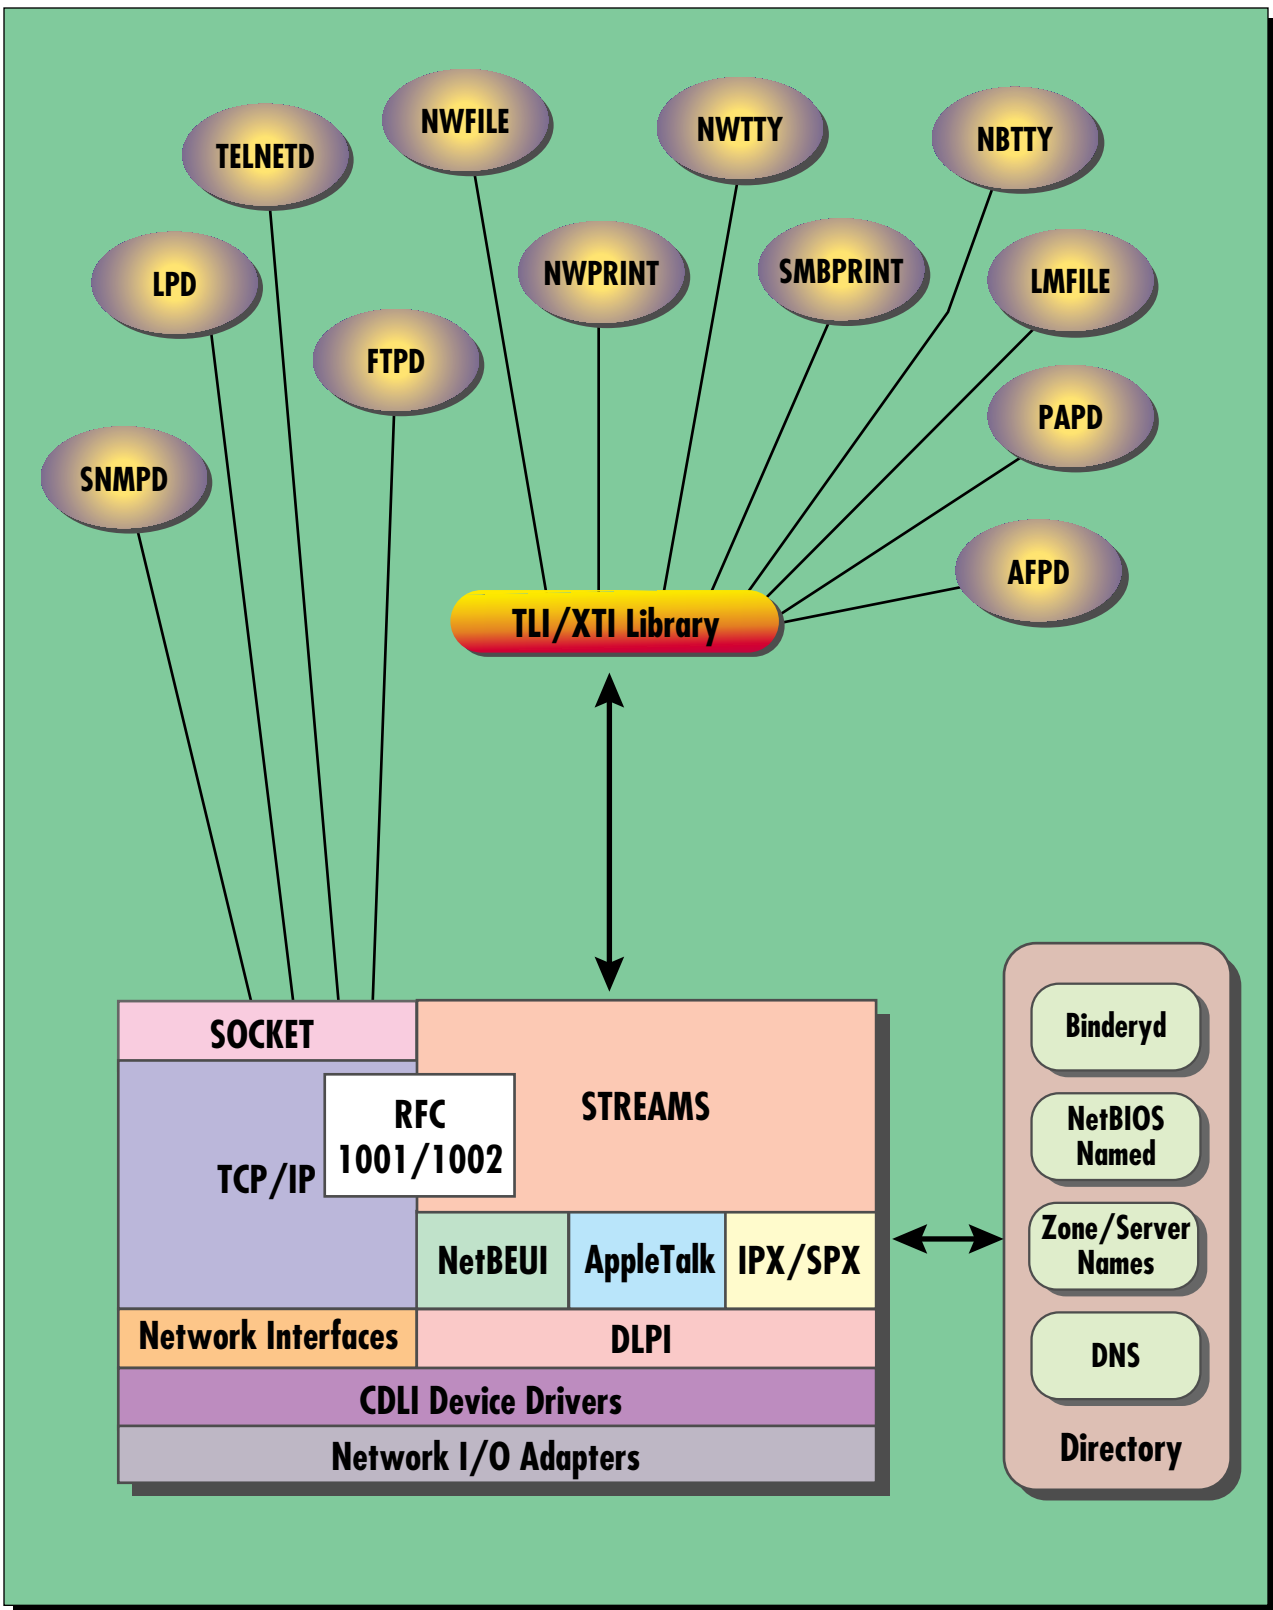 NWFILE
NWTTY
NBTTY
TELNETD
NWPRINT
SMBPRINT
LMFILE
LPD
FTPD
PAPD
SNMPD
AFPD
TLI/XTI Library
SOCKET
STREAMS
RFC
1001/1002
TCP/IP
NetBEUI
AppleTalk
IPX/SPX
Network Interfaces
DLPI
CDLI Device Drivers
Network I/O Adapters
Binderyd
NetBIOS
Named
Zone/Server
Names
DNS
Directory